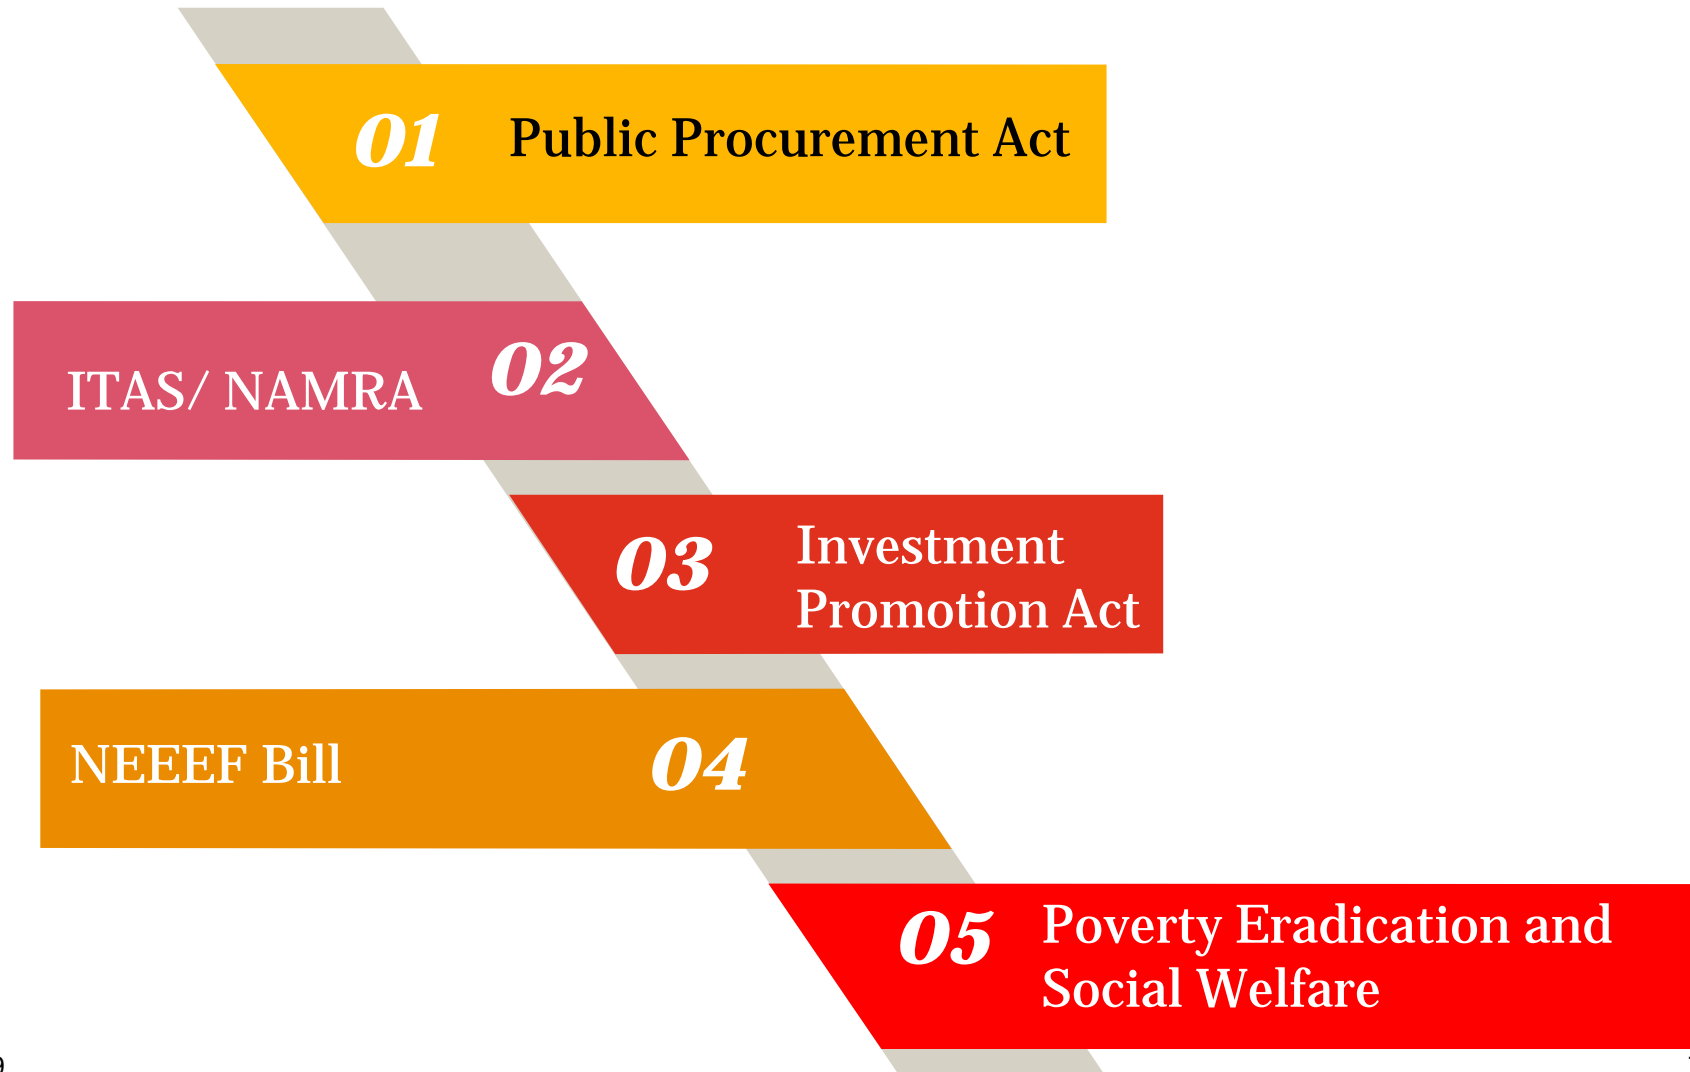 01 Public Procurement Act
ITAS/ NAMRA 02
03 Investment
Promotion Act
NEEEF Bill 04
05 Poverty Eradication and
Social Welfare
9